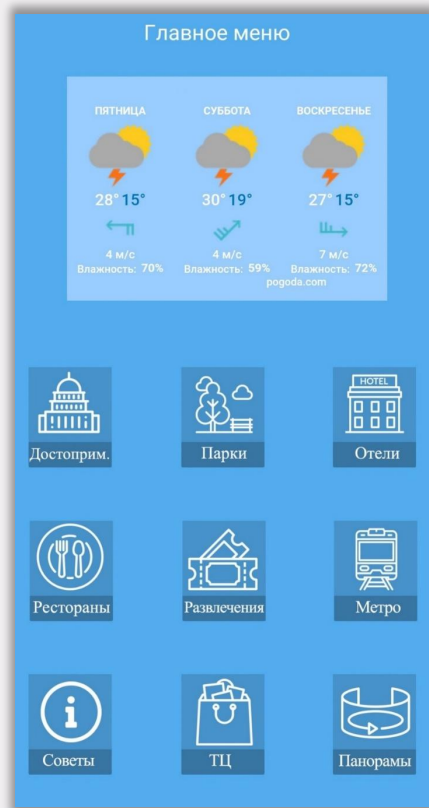 Главное меню
ПЯТНИЦА СУББОТА ВОСКРЕСЕНЬЕ
28° 15° 30° 19° 27° 15°
4 м/с 4 м/с 7 м/с
Влажность: 70% Влажность: 59% Влажность: 72%
pogoda.com
HOTEL
Достоприм. Парки Отели
Рестораны Развлечения Метро
Советы ТЦ Панорамы